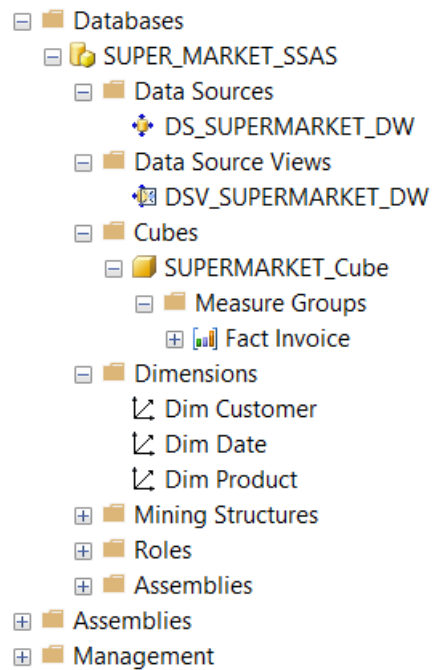 Databases
SUPER_MARKET_SSAS
Data Sources
DS_SUPERMARKET_DW
Data Source Views
DSV_SUPERMARKET_DW
Cubes
SUPERMARKET_Cube
Measure Groups
Fact Invoice
Dimensions
Dim Customer
Dim Date
Dim Product
Mining Structures
Roles
Assemblies
Assemblies
Management